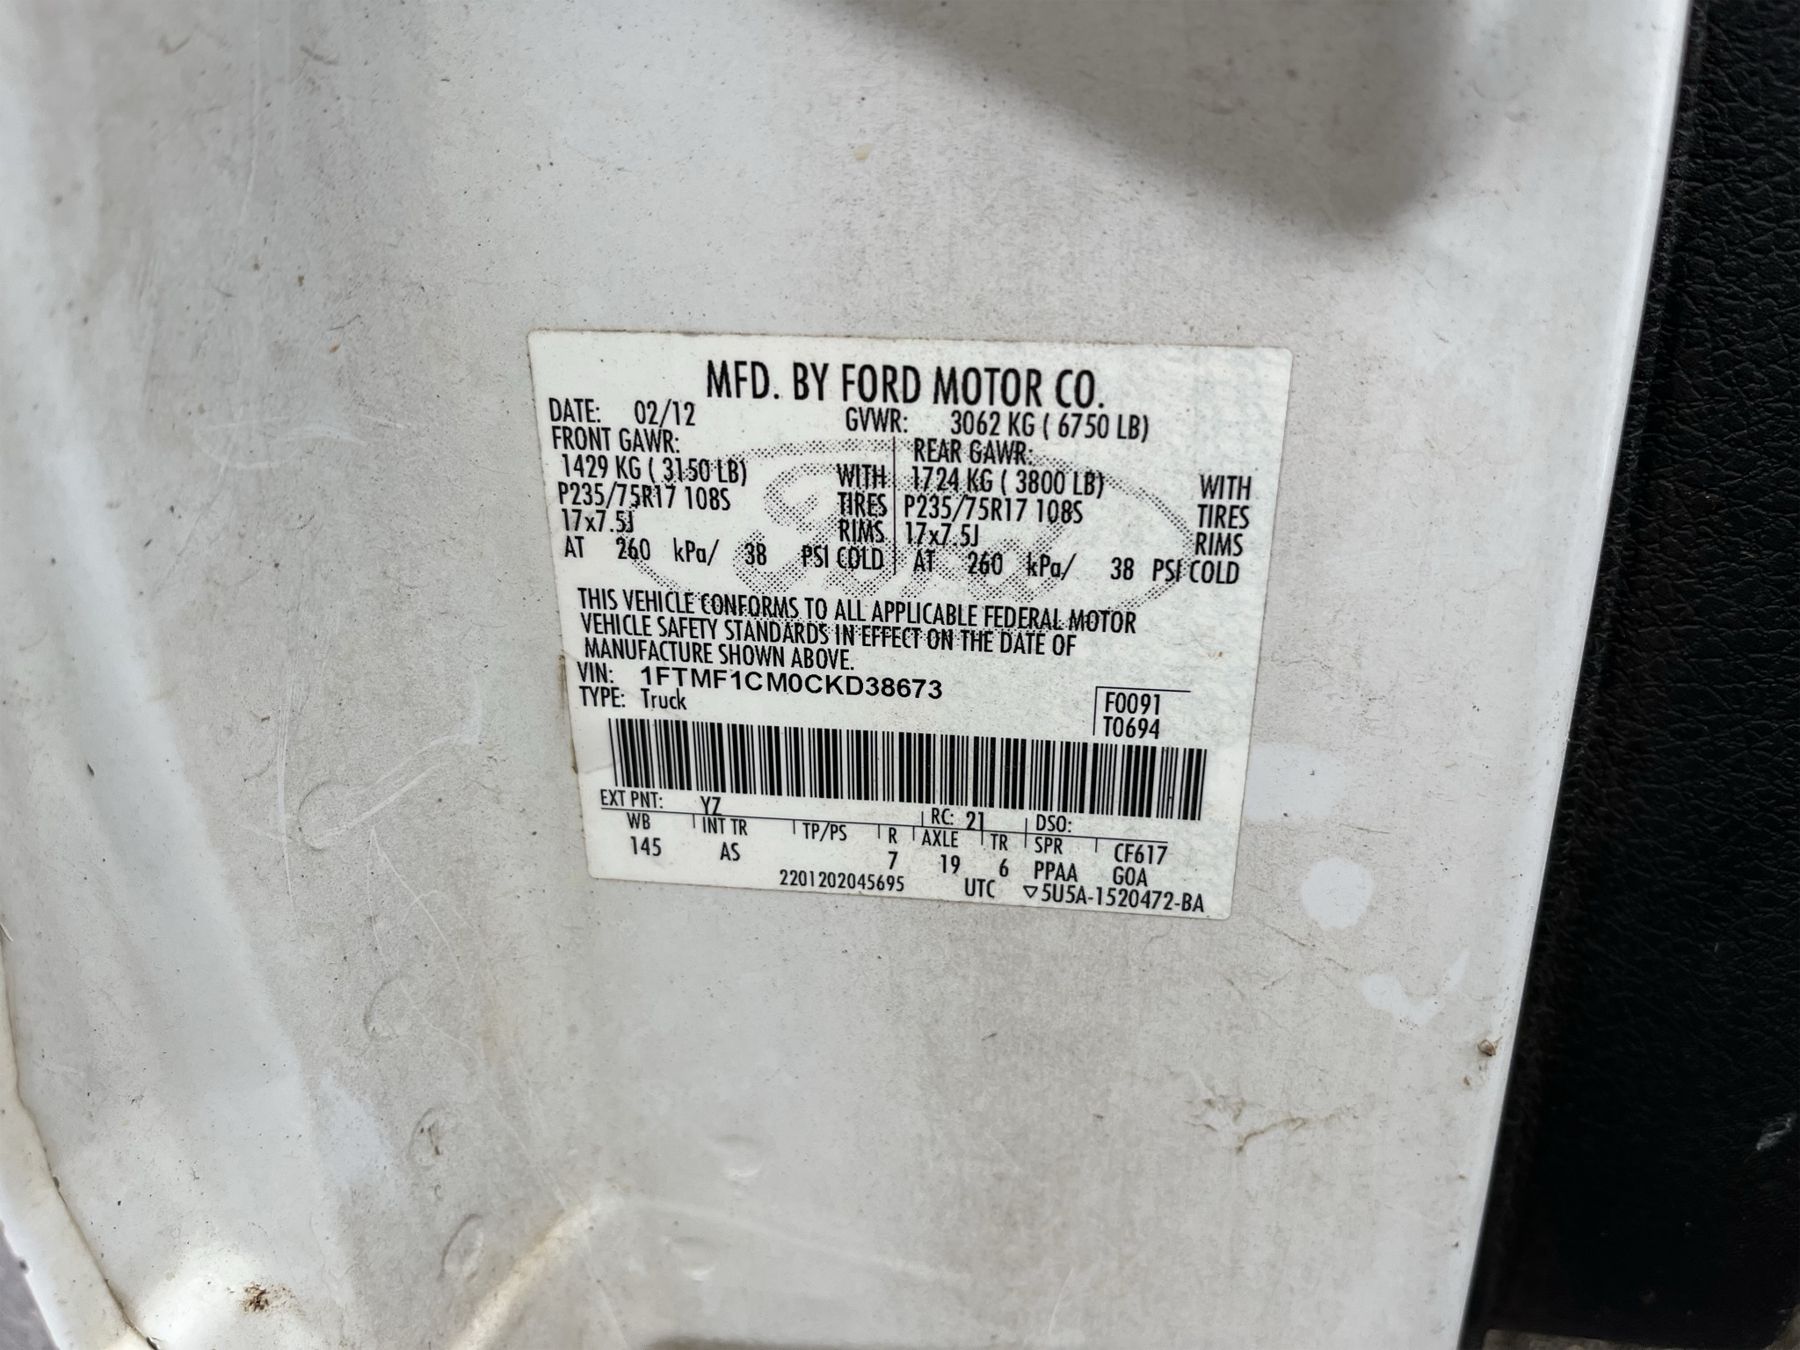 MFD. BY FORD MOTOR CO.
DATE: 02/12 GVWR: 3062 KG ( 6750 LB)
FRONT GAWR: REAR GAWR:
1429 KG ( 3150 LB) WITH 1724 KG ( 3800 LB) WITH
P235/75R17 108S TIRES P235/75R17 108S TIRES
17x7.5J RIMS 17x7.5J RIMS
AT 260 kPa/ 38 PSI COLD AT 260 kPa/ 38 PSI COLD
THIS VEHICLE CONFORMS TO ALL APPLICABLE FEDERAL MOTOR
VEHICLE SAFETY STANDARDS IN EFFECT ON THE DATE OF
MANUFACTURE SHOWN ABOVE.
VIN: 1FTMF1CM0CKD38673
TYPE: Truck
F0091
T0694
EXT PNT: YZ RC: 21 DSO:
WB INT TR TP/PS R AXLE TR SPR CF617
145 AS 7 19 6 PPAA GOA
2201202045695 UTC ▽5U5A-1520472-BA
Ford